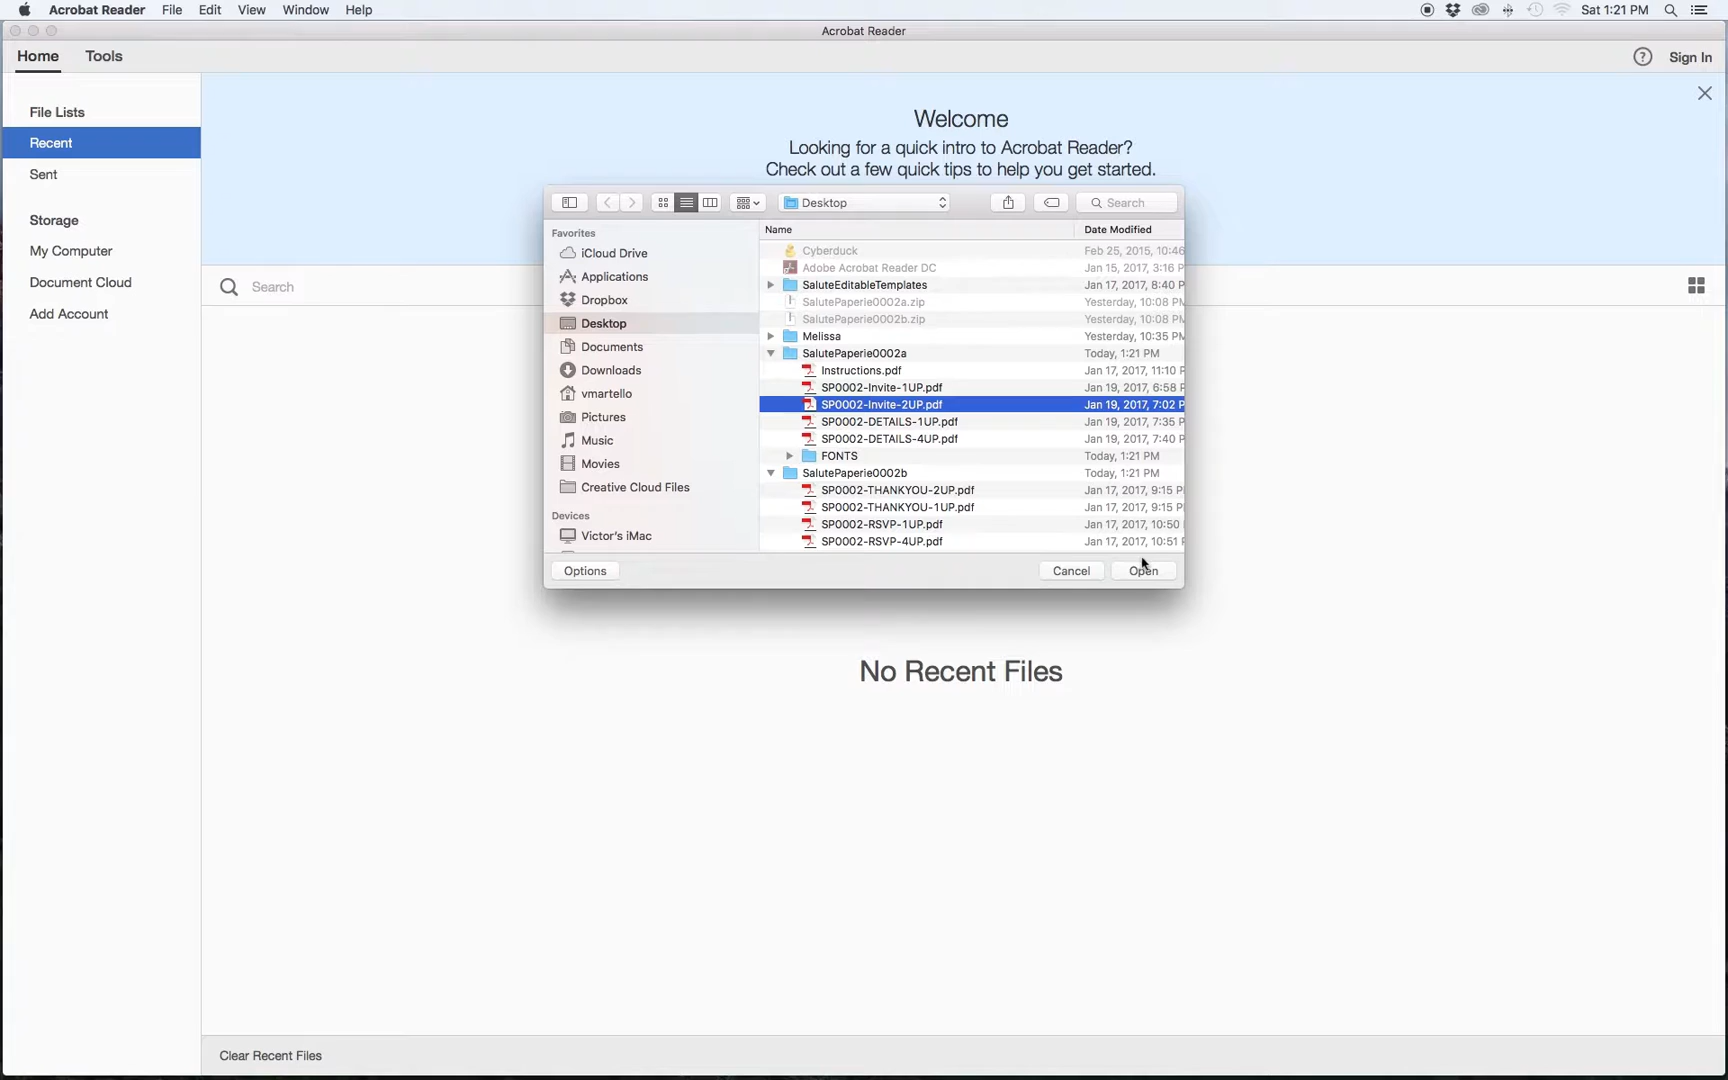 Acrobat Reader File Edit View Window Help Sat 1:21 PM
Acrobat Reader
Home Tools Sign In
File Lists
Recent
Sent
Storage
My Computer
Document Cloud
Add Account
Welcome
Looking for a quick intro to Acrobat Reader?
Check out a few quick tips to help you get started.
Search
Desktop Search
Favorites
iCloud Drive
Applications
Dropbox
Desktop
Documents
Downloads
vmartello
Pictures
Music
Movies
Creative Cloud Files
Devices
Victor's iMac
Name Date Modified
Cyberduck Feb 25, 2015, 10:46
Adobe Acrobat Reader DC Jan 15, 2017, 3:16 P
SaluteEditableTemplates Jan 17, 2017, 8:40 P
SalutePaperie0002a.zip Yesterday, 10:08 PM
SalutePaperie0002b.zip Yesterday, 10:08 PM
Melissa Yesterday, 10:35 PM
SalutePaperie0002a Today, 1:21 PM
Instructions.pdf Jan 17, 2017, 11:10 P
SP0002-Invite-1UP.pdf Jan 19, 2017, 6:58 P
SP0002-Invite-2UP.pdf Jan 19, 2017, 7:02 P
SP0002-DETAILS-1UP.pdf Jan 19, 2017, 7:35 P
SP0002-DETAILS-4UP.pdf Jan 19, 2017, 7:40 P
FONTS Today, 1:21 PM
SalutePaperie0002b Today, 1:21 PM
SP0002-THANKYOU-2UP.pdf Jan 17, 2017, 9:15 P
SP0002-THANKYOU-1UP.pdf Jan 17, 2017, 9:15 P
SP0002-RSVP-1UP.pdf Jan 17, 2017, 10:50
SP0002-RSVP-4UP.pdf Jan 17, 2017, 10:51 P
Options Cancel Open
No Recent Files
Clear Recent Files